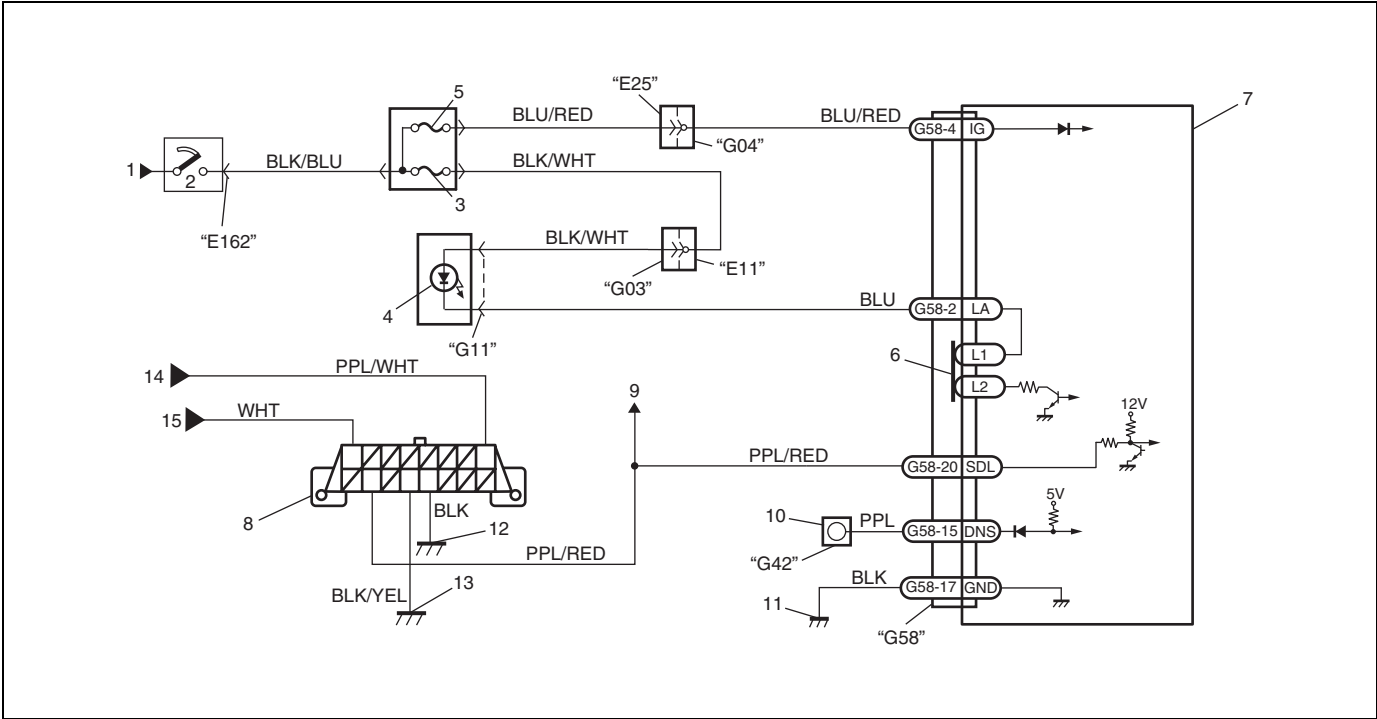 “E25”
5
BLU/RED
BLU/RED
7
G58-4 IG
“G04”
1
2
BLK/BLU
BLK/WHT
3
“E162”
BLK/WHT
“E11”
“G03”
4
BLU
G58-2 LA
“G11”
6
L1
14
PPL/WHT
L2
9
12V
15
WHT
PPL/RED
G58-20 SDL
5V
8
BLK
10
PPL
G58-15 DNS
12
“G42”
PPL/RED
BLK
G58-17 GND
13
BLK/YEL
11
“G58”